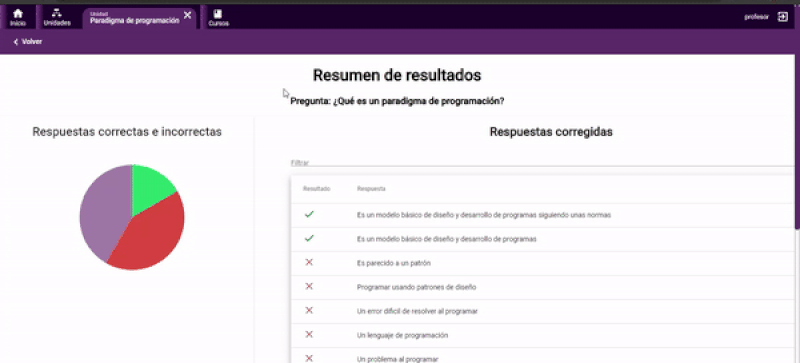 Inicio
Unidades
Unidad
Paradigma de programación
Cursos
profesor
Volver
Resumen de resultados
Pregunta: ¿Qué es un paradigma de programación?
Respuestas correctas e incorrectas
Respuestas corregidas
Filtrar
Resultado Respuesta
Es un modelo básico de diseño y desarrollo de programas siguiendo unas normas
Es un modelo básico de diseño y desarrollo de programas
Es parecido a un patrón
Programar usando patrones de diseño
Un error dificil de resolver al programar
Un lenguaje de programación
Un problema al programar